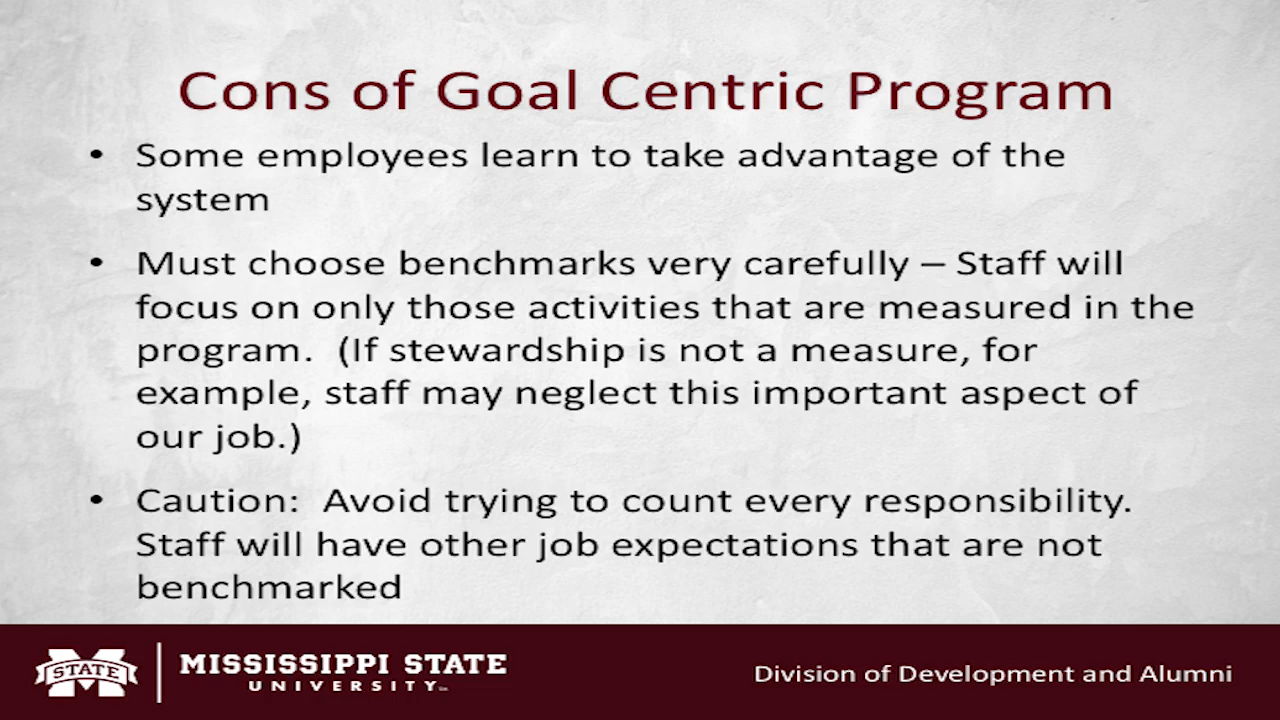 Cons of Goal Centric Program
• Some employees learn to take advantage of the
system
• Must choose benchmarks very carefully – Staff will
focus on only those activities that are measured in the
program.  (If stewardship is not a measure, for
example, staff may neglect this important aspect of
our job.)
• Caution:  Avoid trying to count every responsibility.
Staff will have other job expectations that are not
benchmarked
STATE
MISSISSIPPI STATE
UNIVERSITY™
Division of Development and Alumni